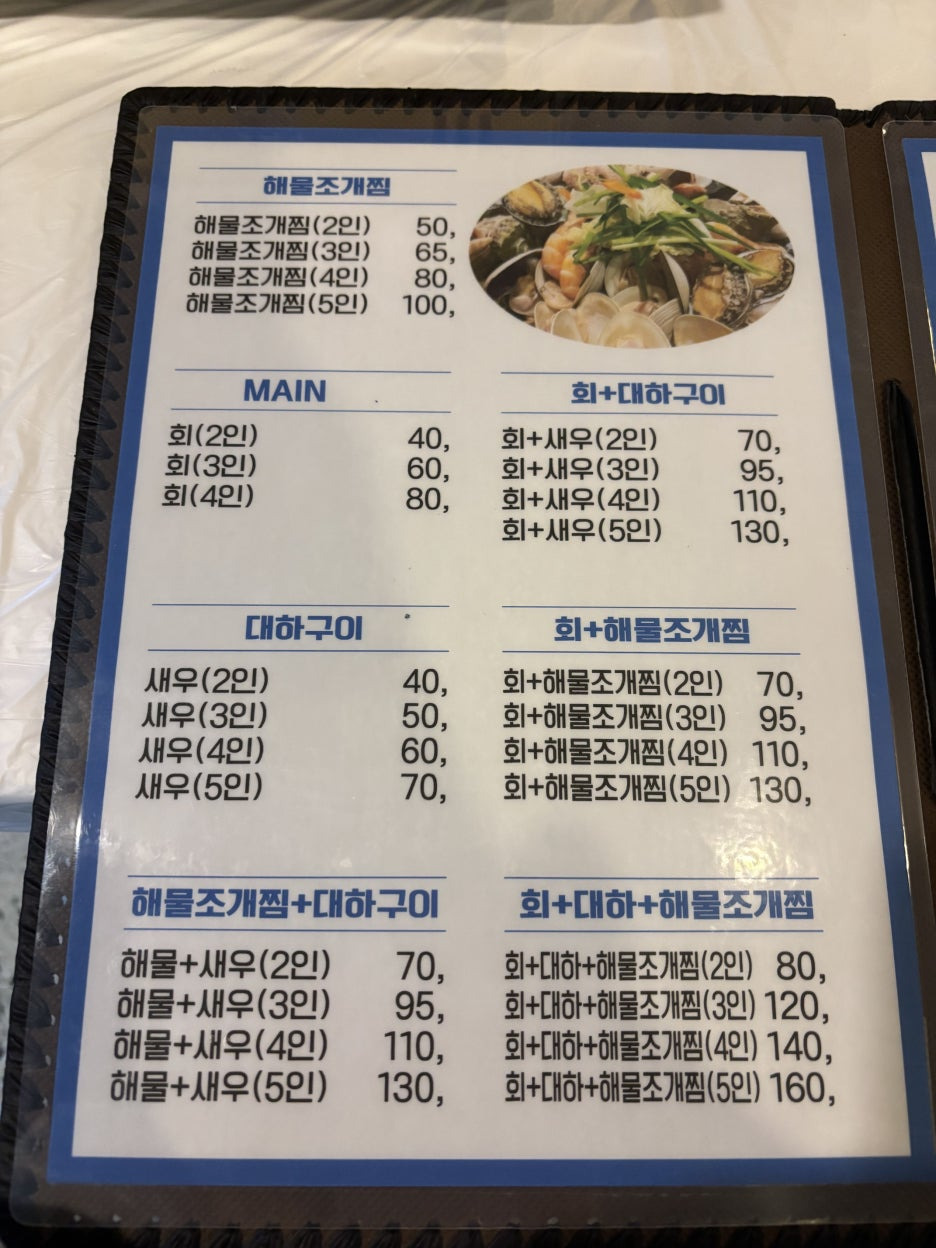 해물조개찜
해물조개찜(2인) 50,
해물조개찜(3인) 65,
해물조개찜(4인) 80,
해물조개찜(5인) 100,
MAIN
회(2인) 40,
회(3인) 60,
회(4인) 80,
회+대하구이
회+새우(2인) 70,
회+새우(3인) 95,
회+새우(4인) 110,
회+새우(5인) 130,
대하구이
새우(2인) 40,
새우(3인) 50,
새우(4인) 60,
새우(5인) 70,
회+해물조개찜
회+해물조개찜(2인) 70,
회+해물조개찜(3인) 95,
회+해물조개찜(4인) 110,
회+해물조개찜(5인) 130,
해물조개찜+대하구이
해물+새우(2인) 70,
해물+새우(3인) 95,
해물+새우(4인) 110,
해물+새우(5인) 130,
회+대하+해물조개찜
회+대하+해물조개찜(2인) 80,
회+대하+해물조개찜(3인) 120,
회+대하+해물조개찜(4인) 140,
회+대하+해물조개찜(5인) 160,